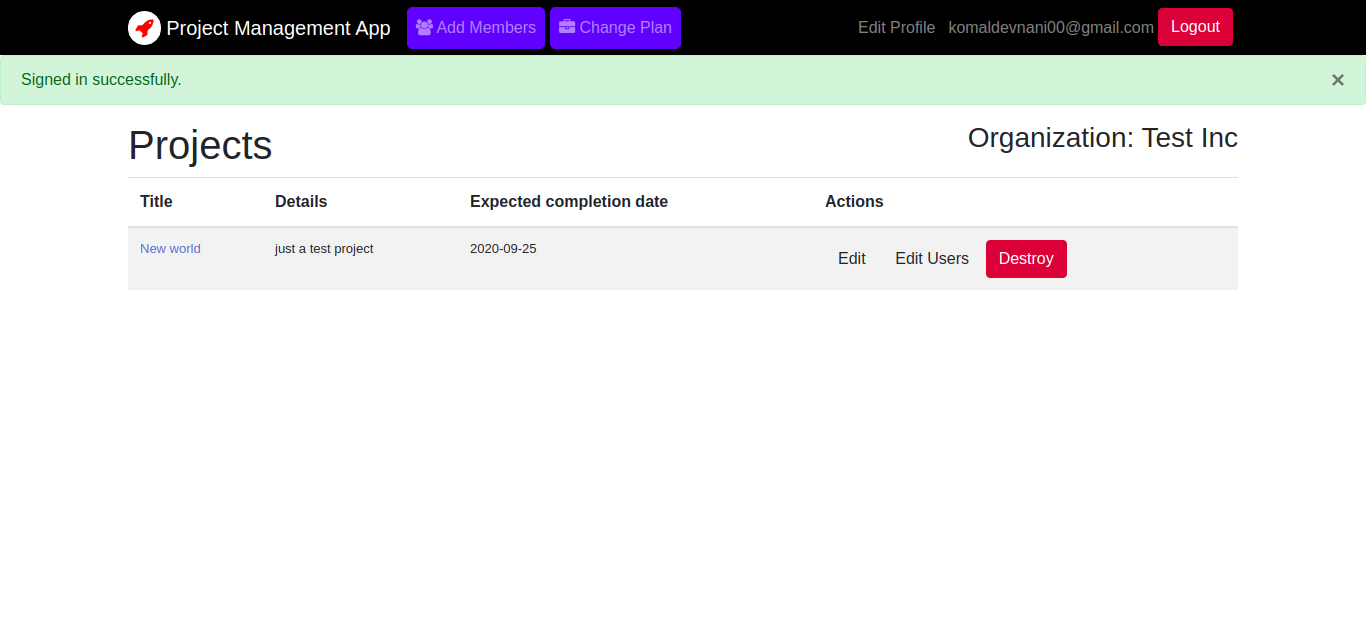 Project Management App Add Members Change Plan Edit Profile komaldevnani00@gmail.com Logout
Signed in successfully. ×
Projects Organization: Test Inc
Title Details Expected completion date Actions
New world just a test project 2020-09-25 Edit Edit Users Destroy